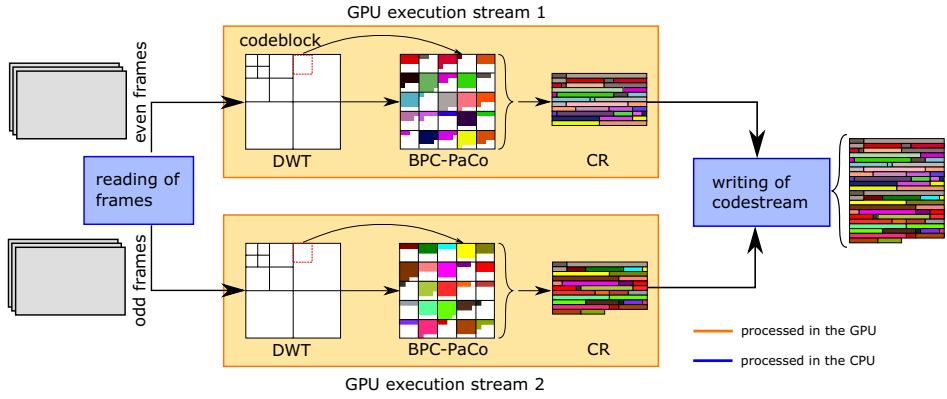 GPU execution stream 1
codeblock
even frames
DWT
BPC-PaCo
CR
reading of
frames
writing of
codestream
odd frames
DWT
BPC-PaCo
CR
GPU execution stream 2
processed in the GPU
processed in the CPU